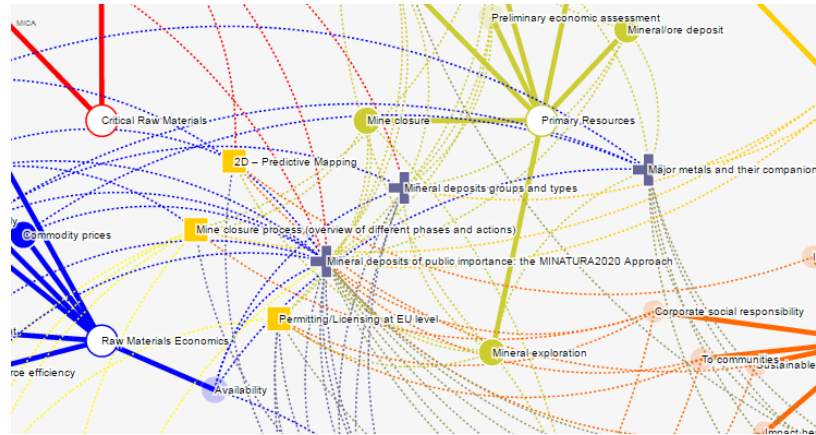 MICA
Preliminary economic assessment
Mineral/ore deposit
Critical Raw Materials
Mine closure
Primary Resources
2D – Predictive Mapping
Major metals and their companion
Mineral deposits groups and types
Mine closure process (overview of different phases and actions)
Commodity prices
Mineral deposits of public importance: the MINATURA2020 Approach
Corporate social responsibility
Permitting/Licensing at EU level
Raw Materials Economics
Mineral exploration
To communities
Sustainable
efficiency
Availability